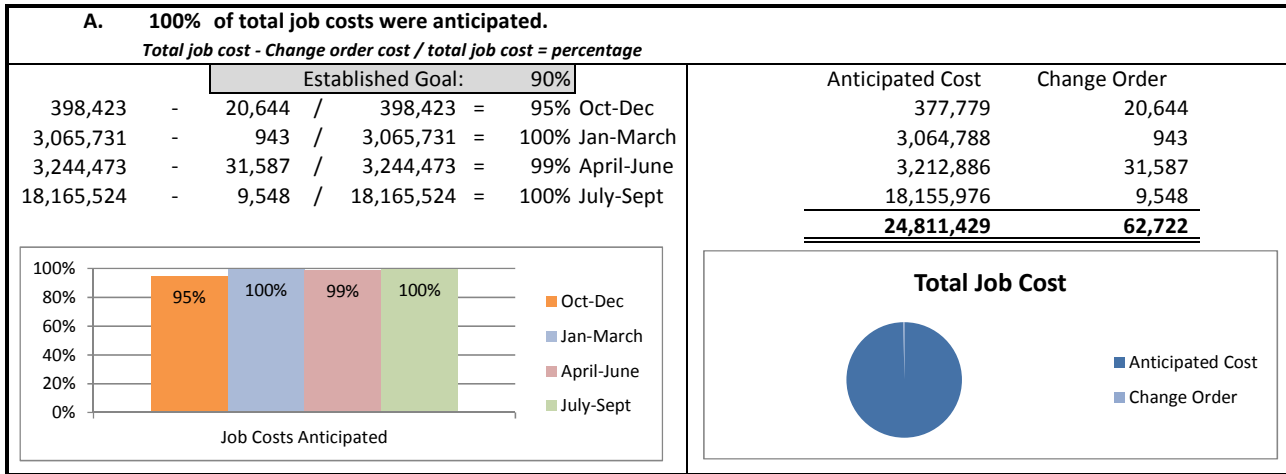 A. 100% of total job costs were anticipated.
Total job cost - Change order cost / total job cost = percentage
Established Goal: 90%
398,423 - 20,644 / 398,423 = 95% Oct-Dec
3,065,731 - 943 / 3,065,731 = 100% Jan-March
3,244,473 - 31,587 / 3,244,473 = 99% April-June
18,165,524 - 9,548 / 18,165,524 = 100% July-Sept
Anticipated Cost Change Order
377,779 20,644
3,064,788 943
3,212,886 31,587
18,155,976 9,548
24,811,429 62,722
100%
80%
60%
40%
20%
0%
95% 100% 99% 100%
Job Costs Anticipated
Oct-Dec
Jan-March
April-June
July-Sept
Total Job Cost
Anticipated Cost
Change Order